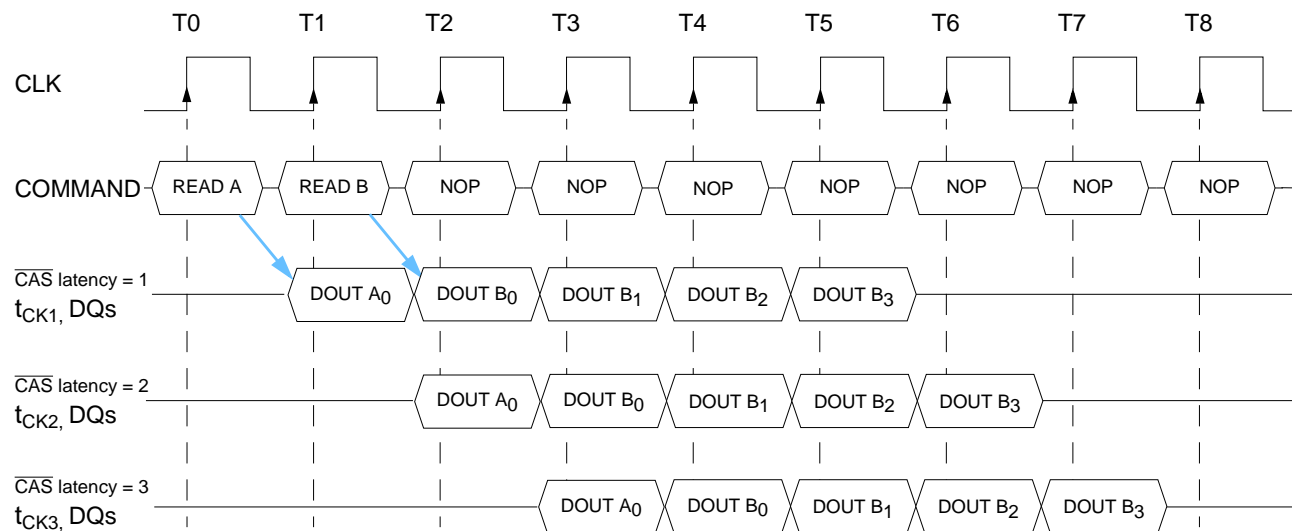 T0 T1 T2 T3 T4 T5 T6 T7 T8
CLK
COMMAND READ A READ B NOP NOP NOP NOP NOP NOP NOP
CAS latency = 1
tCK1, DQs DOUT A0 DOUT B0 DOUT B1 DOUT B2 DOUT B3
CAS latency = 2
tCK2, DQs DOUT A0 DOUT B0 DOUT B1 DOUT B2 DOUT B3
CAS latency = 3
tCK3, DQs DOUT A0 DOUT B0 DOUT B1 DOUT B2 DOUT B3